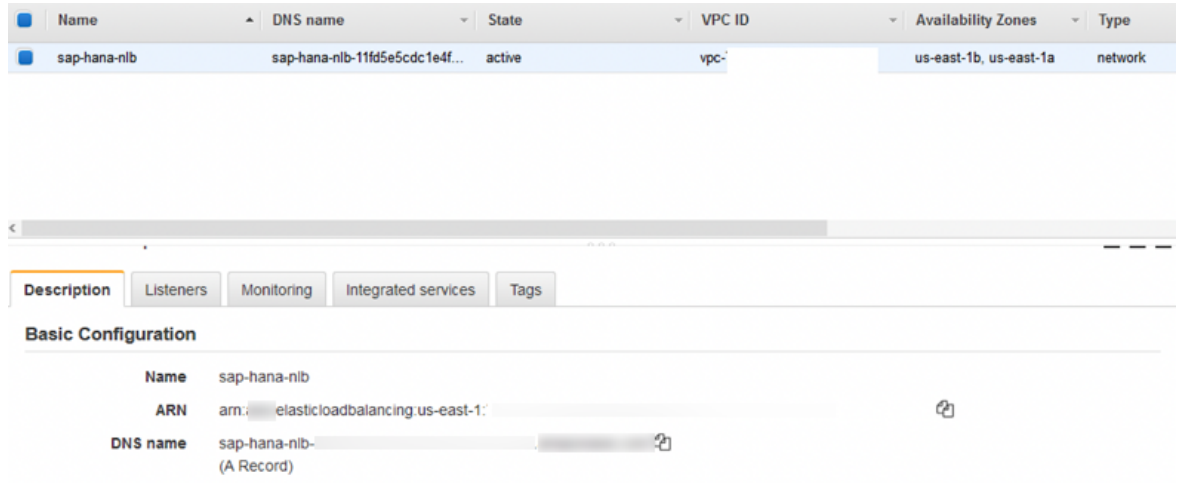 Name DNS name State VPC ID Availability Zones Type
sap-hana-nlb sap-hana-nlb-11fd5e5cdc1e4f... active vpc- us-east-1b, us-east-1a network
Description Listeners Monitoring Integrated services Tags
Basic Configuration
Name sap-hana-nlb
ARN arn: elasticloadbalancing:us-east-1:
DNS name sap-hana-nlb-
(A Record)